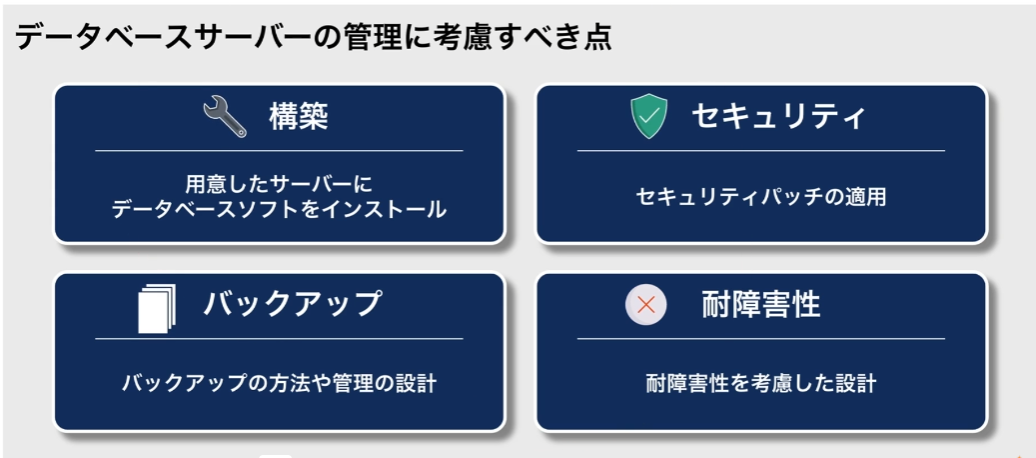 データベースサーバーの管理に考慮すべき点
構築
用意したサーバーに
データベースソフトをインストール
セキュリティ
セキュリティパッチの適用
バックアップ
バックアップの方法や管理の設計
耐障害性
耐障害性を考慮した設計